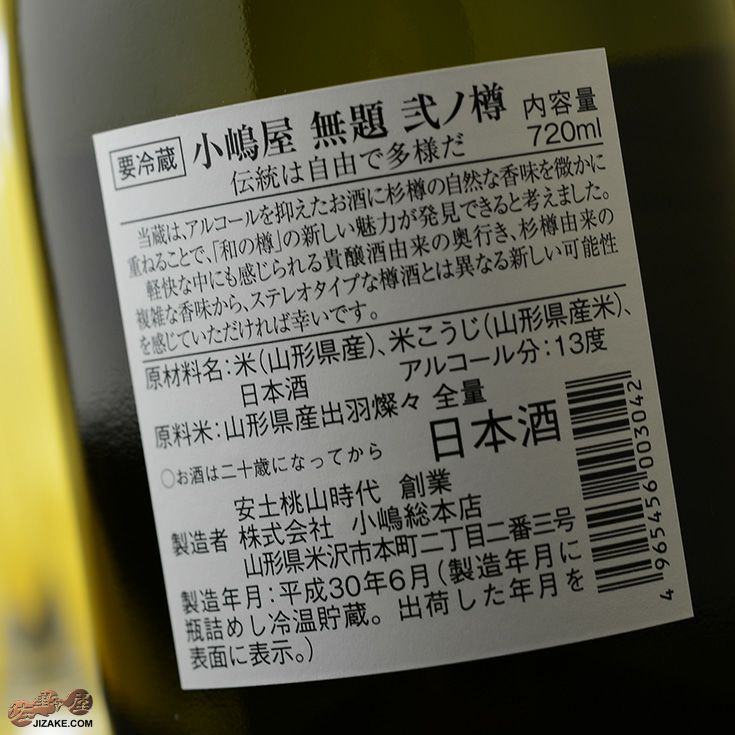 要冷蔵 小嶋屋 無題 弐ノ樽 内容量 720ml
伝統は自由で多様だ
当蔵は、アルコールを抑えたお酒に杉樽の自然な香味を微かに
重ねることで、「和の樽」の新しい魅力が発見できると考えました。
軽快な中にも感じられる貴醸酒由来の奥行き、杉樽由来の
複雑な香味から、ステレオタイプな樽酒とは異なる新しい可能性
を感じていただければ幸いです。
原材料名：米（山形県産）、米こうじ（山形県産米）、
日本酒 アルコール分：13度
原料米：山形県産出羽燦々 全量
○お酒は二十歳になってから 日本酒
安土桃山時代 創業
製造者 株式会社 小嶋総本店
山形県米沢市本町二丁目二番三号
製造年月：平成30年6月（製造年月に
瓶詰めし冷温貯蔵。出荷した年月を
表面に表示。）
4 965456 003042
JIZAKE.COM